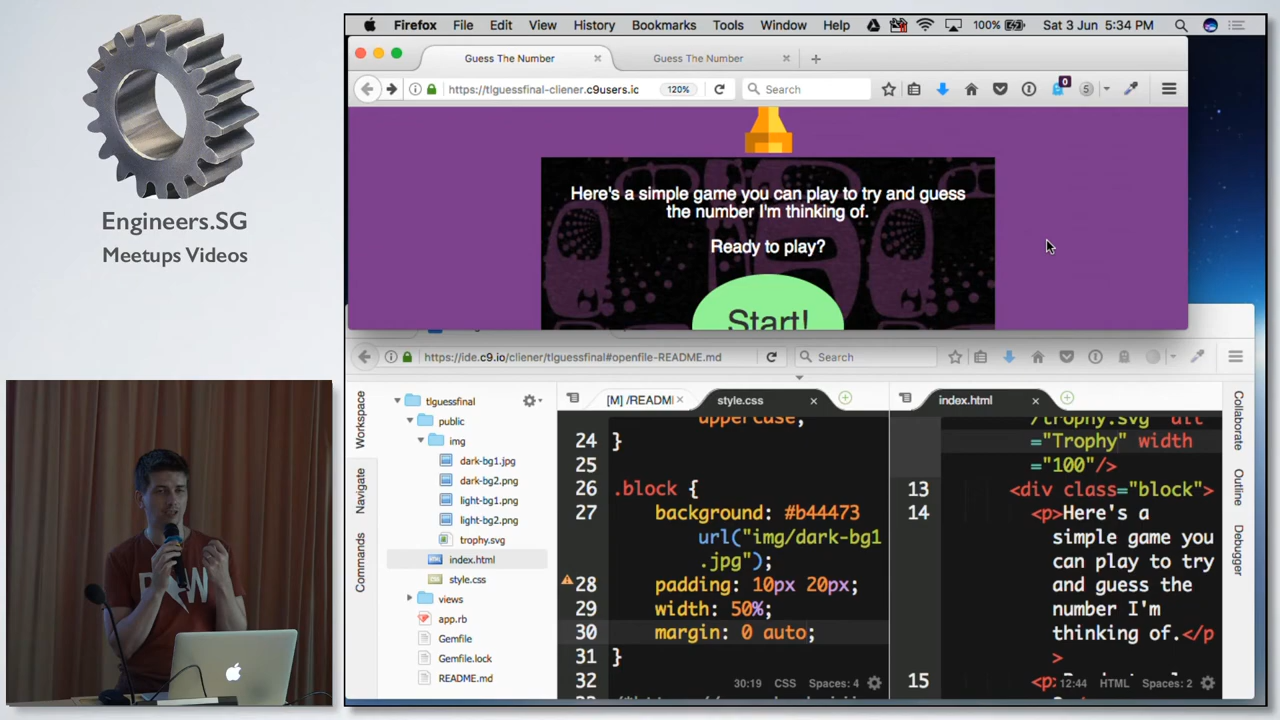 Engineers.SG
Meetups Videos
Firefox File Edit View History Bookmarks Tools Window Help 100% Sat 3 Jun 5:34 PM
Guess The Number
Guess The Number
https://tlguessfinal-cliener.c9users.ic 120% Search 0 5
Here's a simple game you can play to try and guess
the number I'm thinking of.
Ready to play?
Start!
https://ide.c9.io/cliener/tlguessfinal#openfile-README.md Search
Workspace
Navigate
Commands
tlguessfinal
public
img
dark-bg1.jpg
dark-bg2.png
light-bg1.png
light-bg2.png
trophy.svg
index.html
style.css
views
app.rb
Gemfile
Gemfile.lock
README.md
[M] /READMI
style.css
uppercase;
24 }
25
26 .block {
27 background: #b44473
url("img/dark-bg1
.jpg");
28 padding: 10px 20px;
29 width: 50%;
30 margin: 0 auto;
31 }
32
30:19 CSS Spaces: 4
index.html
/trophy.svg" alt
="Trophy" width
="100"/>
13 <div class="block">
14 <p>Here's a
simple game you
can play to try
and guess the
number I'm
thinking of.</p
>
15
12:44 HTML Spaces: 2
Collaborate
Outline
Debugger